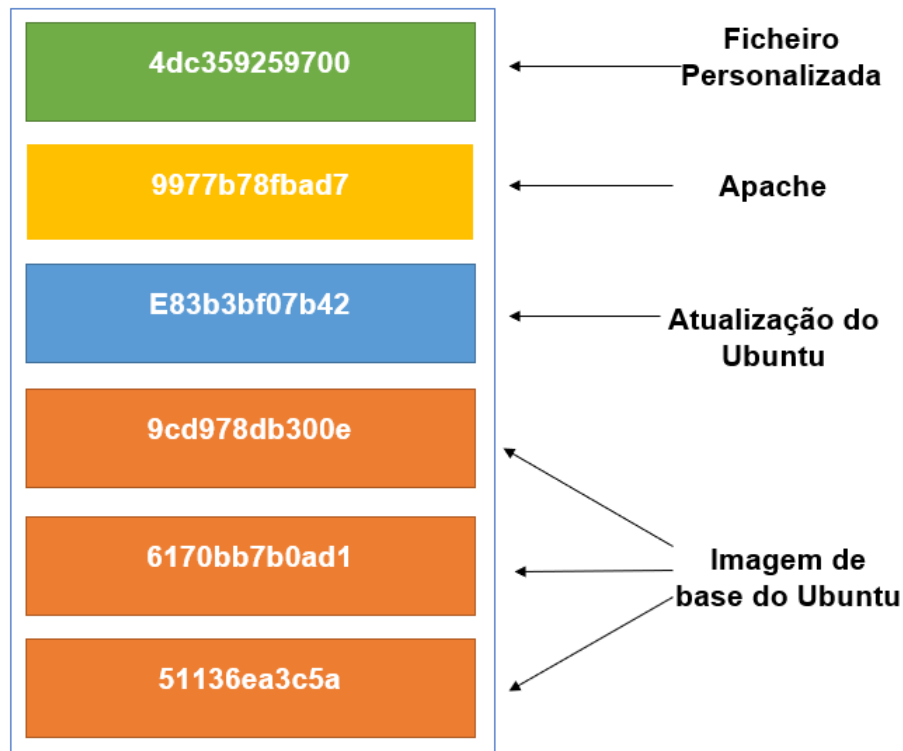 4dc359259700
Ficheiro
Personalizada
9977b78fbad7
Apache
E83b3bf07b42
Atualização do
Ubuntu
9cd978db300e
6170bb7b0ad1
Imagem de
base do Ubuntu
51136ea3c5a